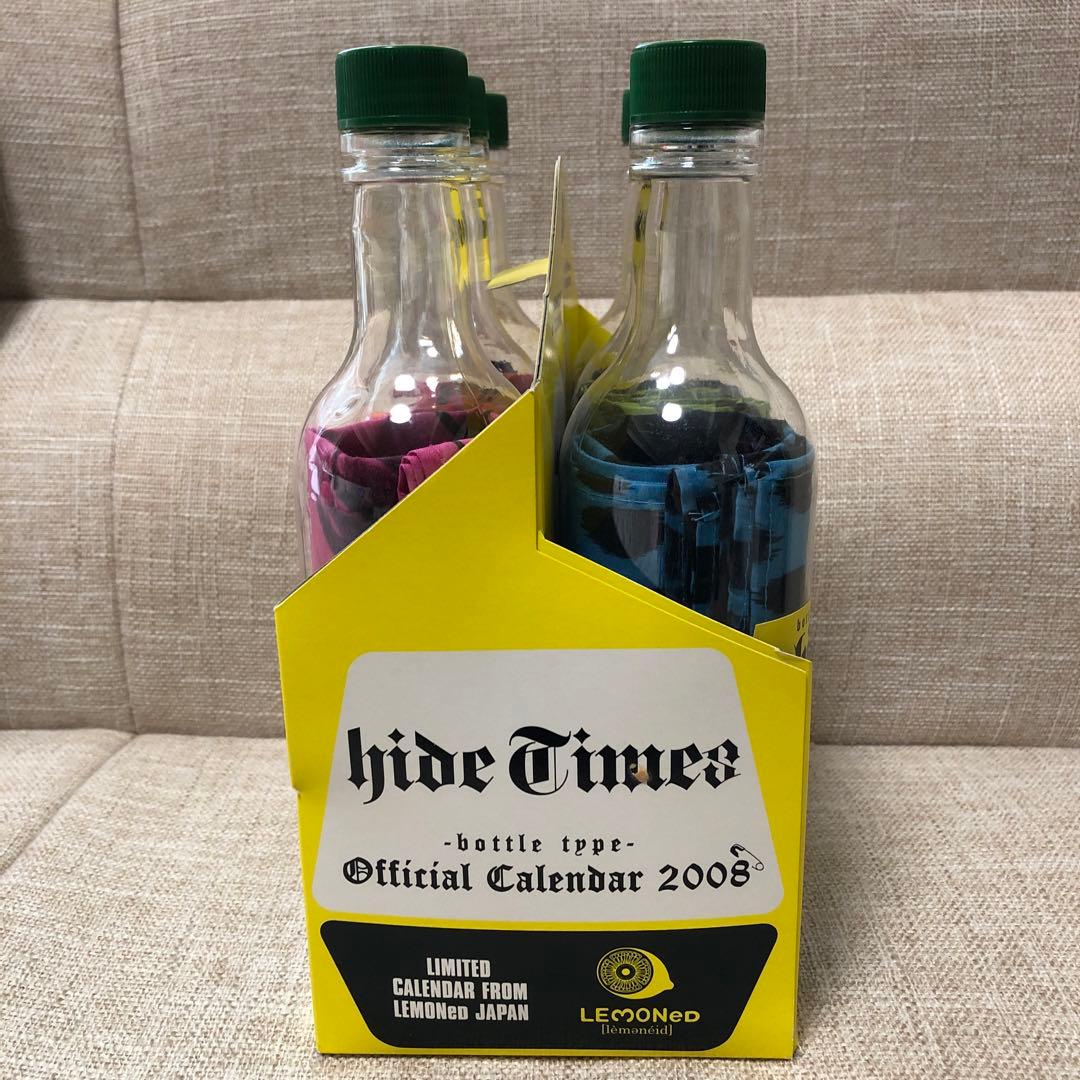 hide Times
-bottle type-
Official Calendar 2008
LIMITED
CALENDAR FROM
LEMONeD JAPAN
LEMONeD
[lèmənéid]